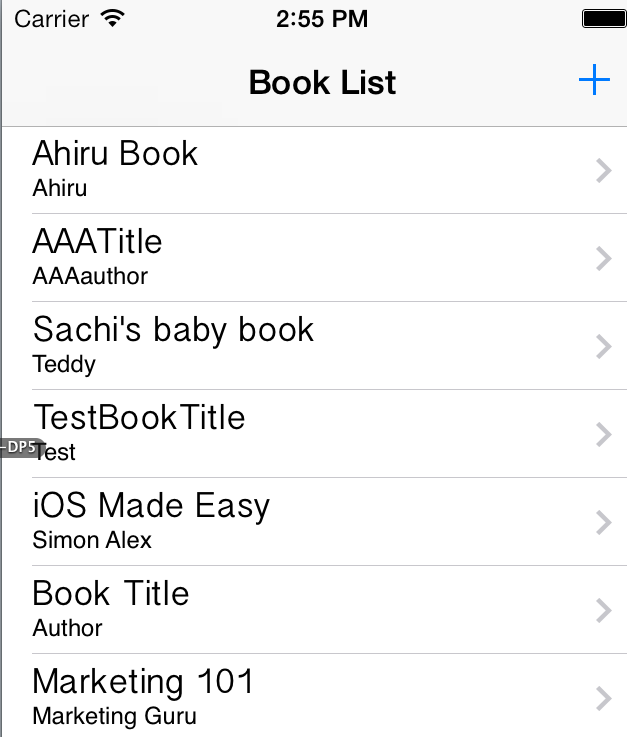 Carrier 2:55 PM
Book List
Ahiru Book
Ahiru
AAATitle
AAAauthor
Sachi's baby book
Teddy
TestBookTitle
-DP5
Test
iOS Made Easy
Simon Alex
Book Title
Author
Marketing 101
Marketing Guru